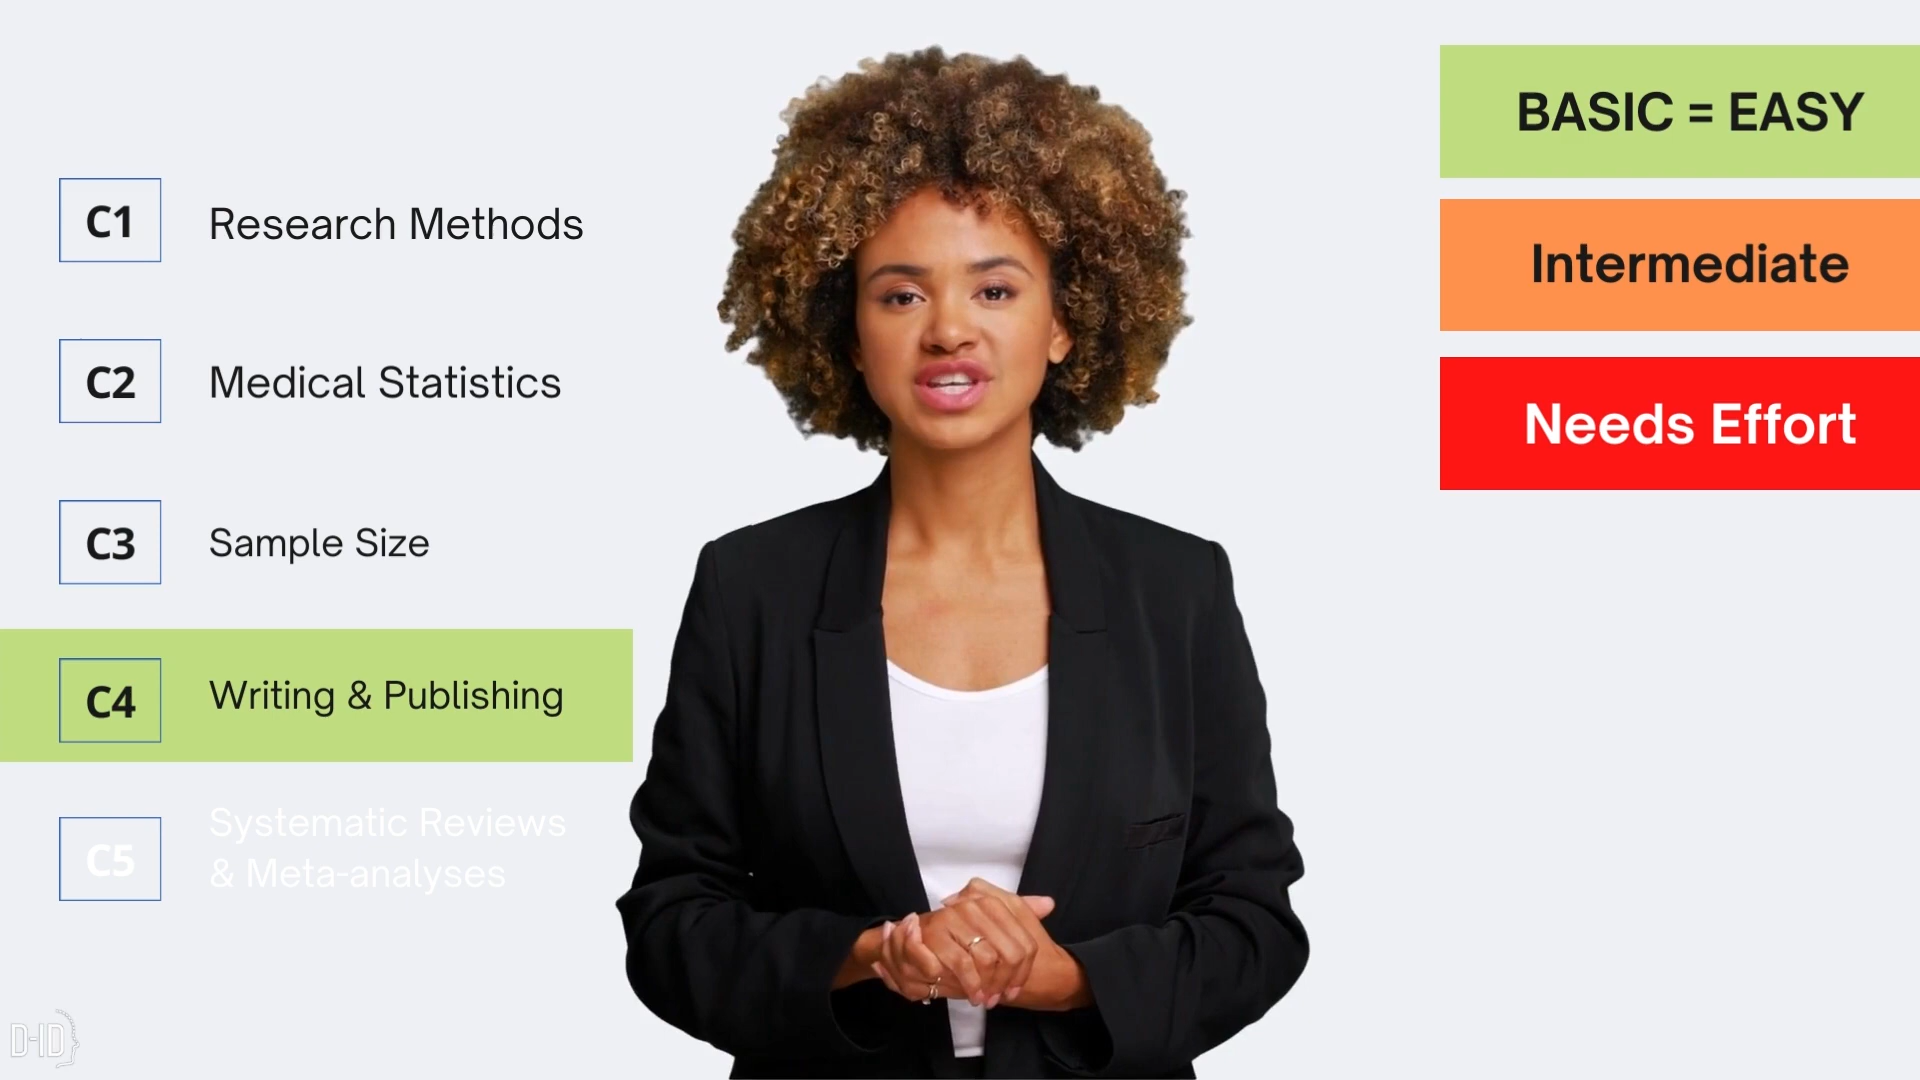 C1 Research Methods
C2 Medical Statistics
C3 Sample Size
C4 Writing & Publishing
C5 Systematic Reviews
& Meta-analyses
BASIC = EASY
Intermediate
Needs Effort
D-ID